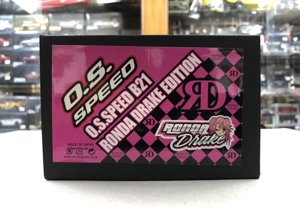 O.S.
SPEED
O.S.SPEED B21
RONDA DRAKE EDITION
RD
RONDA
Drake
MADE IN JAPAN